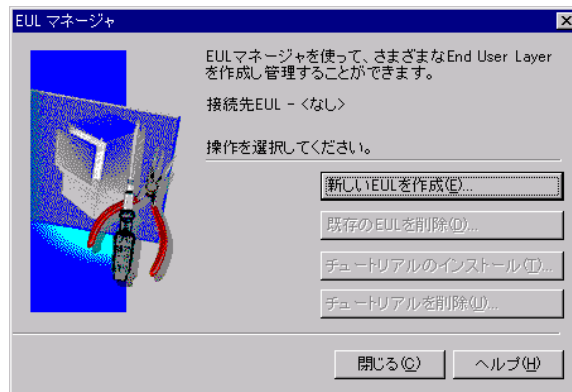 EUL マネージャ
EULマネージャを使って、さまざまなEnd User Layer
を作成し管理することができます。
接続先EUL - <なし>
操作を選択してください。
新しいEULを作成(E)...
既存のEULを削除(D)...
チュートリアルのインストール(T)...
チュートリアルを削除(U)...
閉じる(C)
ヘルプ(H)